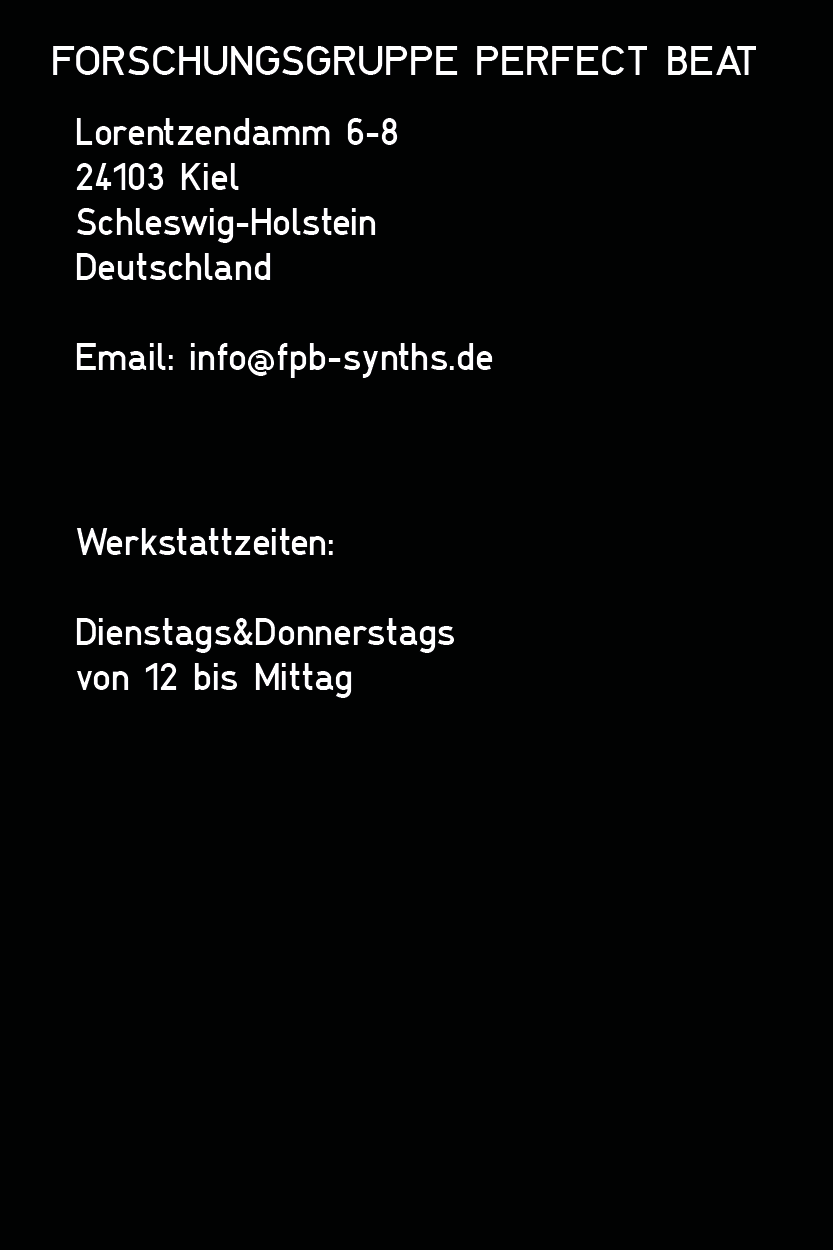 FORSCHUNGSGRUPPE PERFECT BEAT
Lorentzendamm 6-8
24103 Kiel
Schleswig-Holstein
Deutschland
Email: info@fpb-synths.de
Werkstattzeiten:
Dienstags&Donnerstags
von 12 bis Mittag